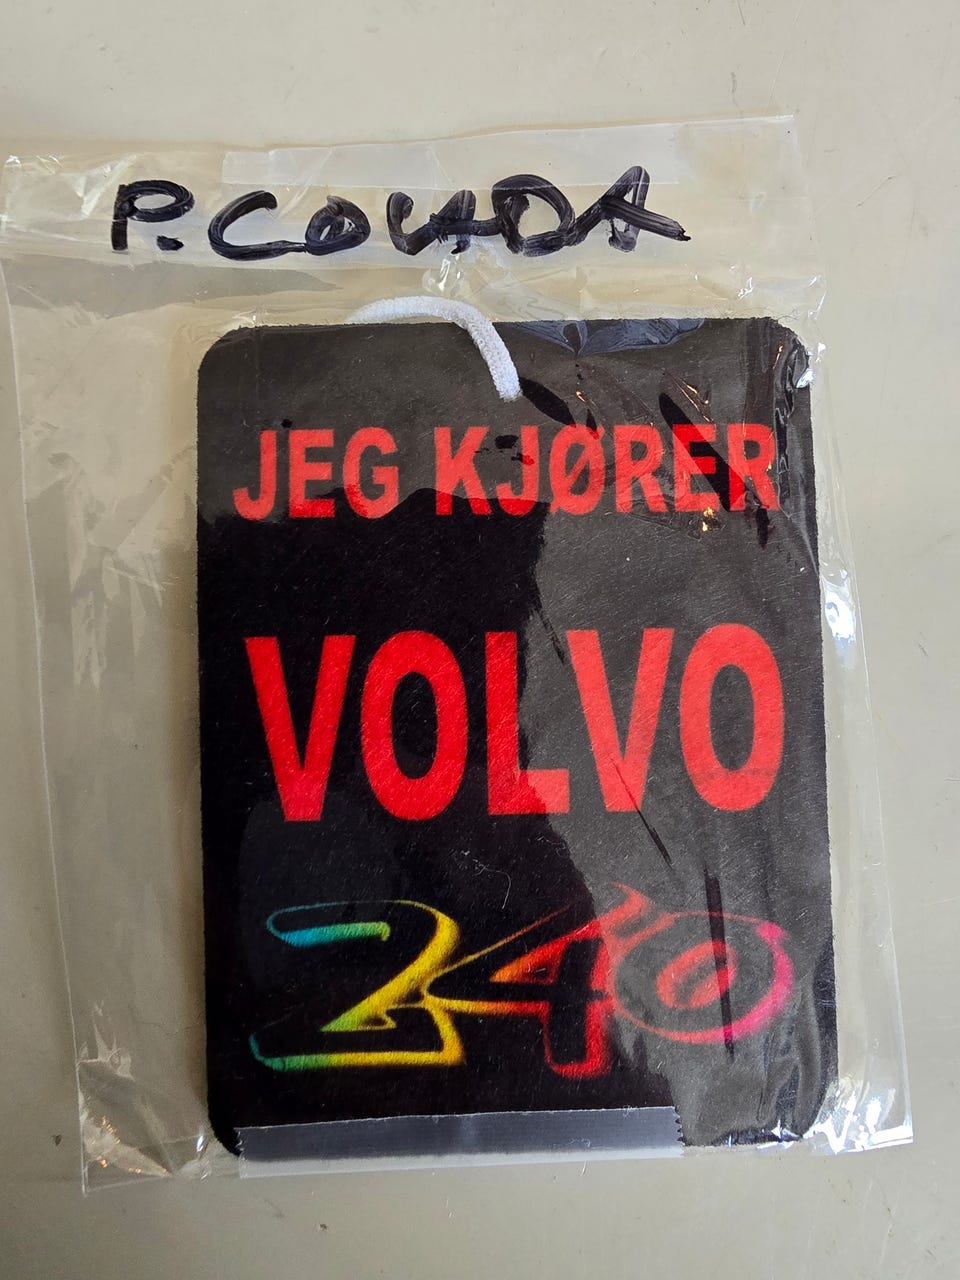 P. COLADA
JEG KJØRER
VOLVO
240